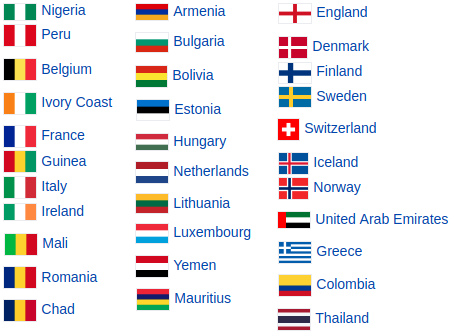 Nigeria
Peru
Belgium
Ivory Coast
France
Guinea
Italy
Ireland
Mali
Romania
Chad
Armenia
Bulgaria
Bolivia
Estonia
Hungary
Netherlands
Lithuania
Luxembourg
Yemen
Mauritius
England
Denmark
Finland
Sweden
Switzerland
Iceland
Norway
United Arab Emirates
Greece
Colombia
Thailand